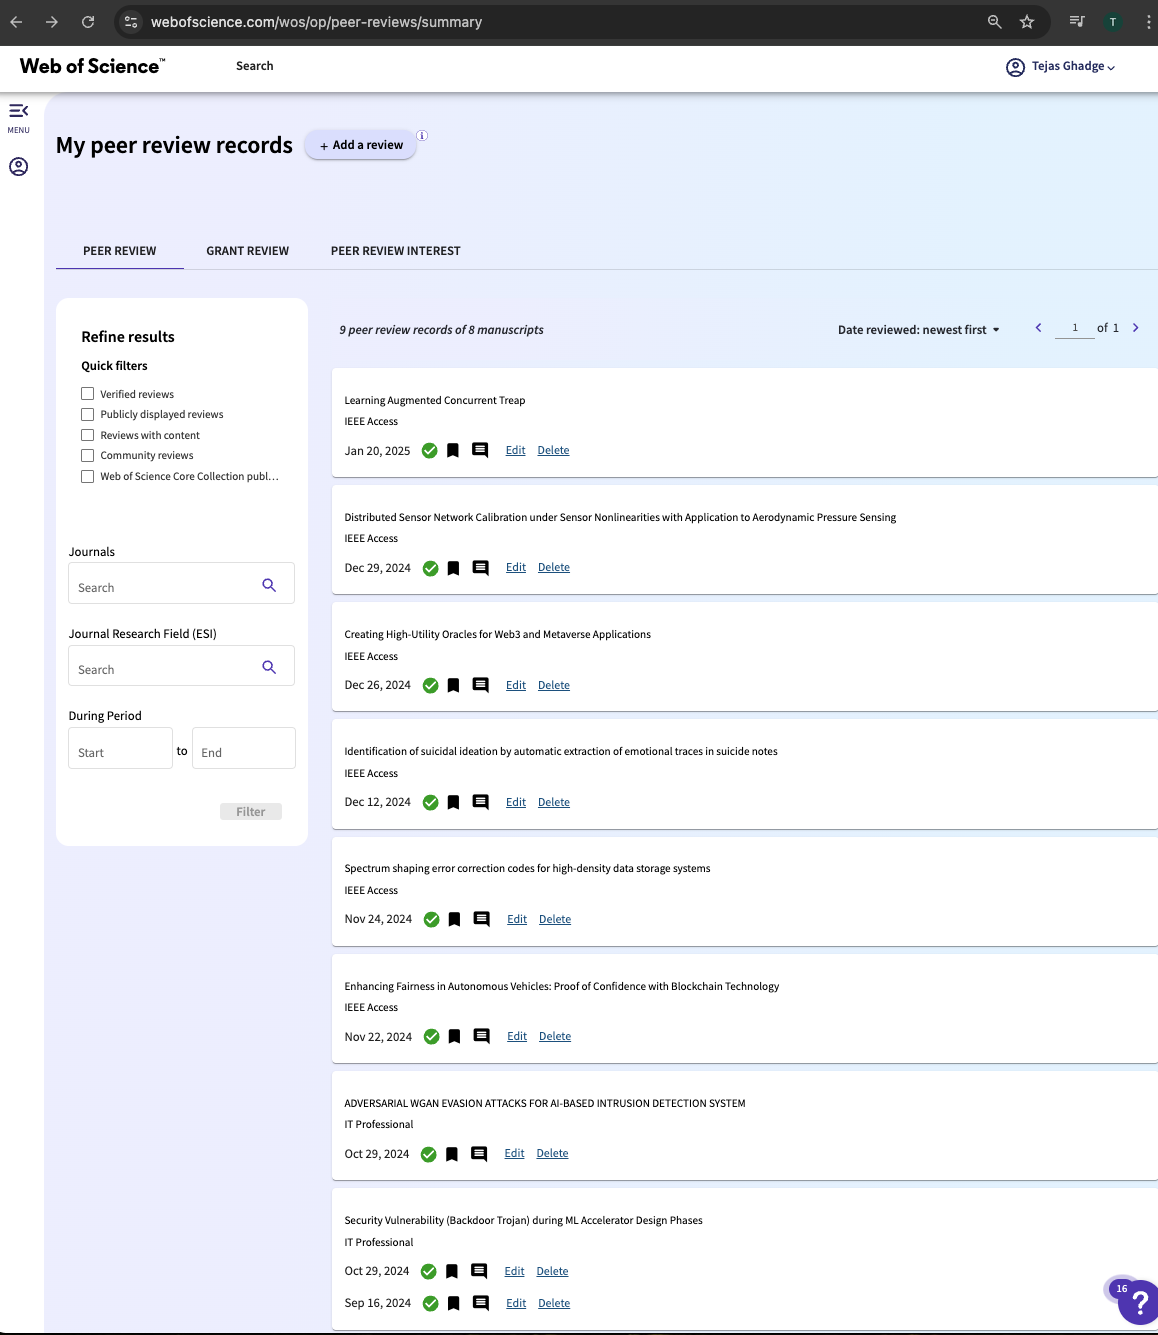 webofscience.com/wos/op/peer-reviews/summary
T
Web of Science™
Search
Tejas Ghadge
MENU
My peer review records
+ Add a review
i
PEER REVIEW
GRANT REVIEW
PEER REVIEW INTEREST
Refine results
Quick filters
Verified reviews
Publicly displayed reviews
Reviews with content
Community reviews
Web of Science Core Collection publ...
Journals
Search
Journal Research Field (ESI)
Search
During Period
Start to End
Filter
9 peer review records of 8 manuscripts
Date reviewed: newest first
1 of 1
Learning Augmented Concurrent Treap
IEEE Access
Jan 20, 2025 Edit Delete
Distributed Sensor Network Calibration under Sensor Nonlinearities with Application to Aerodynamic Pressure Sensing
IEEE Access
Dec 29, 2024 Edit Delete
Creating High-Utility Oracles for Web3 and Metaverse Applications
IEEE Access
Dec 26, 2024 Edit Delete
Identification of suicidal ideation by automatic extraction of emotional traces in suicide notes
IEEE Access
Dec 12, 2024 Edit Delete
Spectrum shaping error correction codes for high-density data storage systems
IEEE Access
Nov 24, 2024 Edit Delete
Enhancing Fairness in Autonomous Vehicles: Proof of Confidence with Blockchain Technology
IEEE Access
Nov 22, 2024 Edit Delete
ADVERSARIAL WGAN EVASION ATTACKS FOR AI-BASED INTRUSION DETECTION SYSTEM
IT Professional
Oct 29, 2024 Edit Delete
Security Vulnerability (Backdoor Trojan) during ML Accelerator Design Phases
IT Professional
Oct 29, 2024 Edit Delete
Sep 16, 2024 Edit Delete
16
?